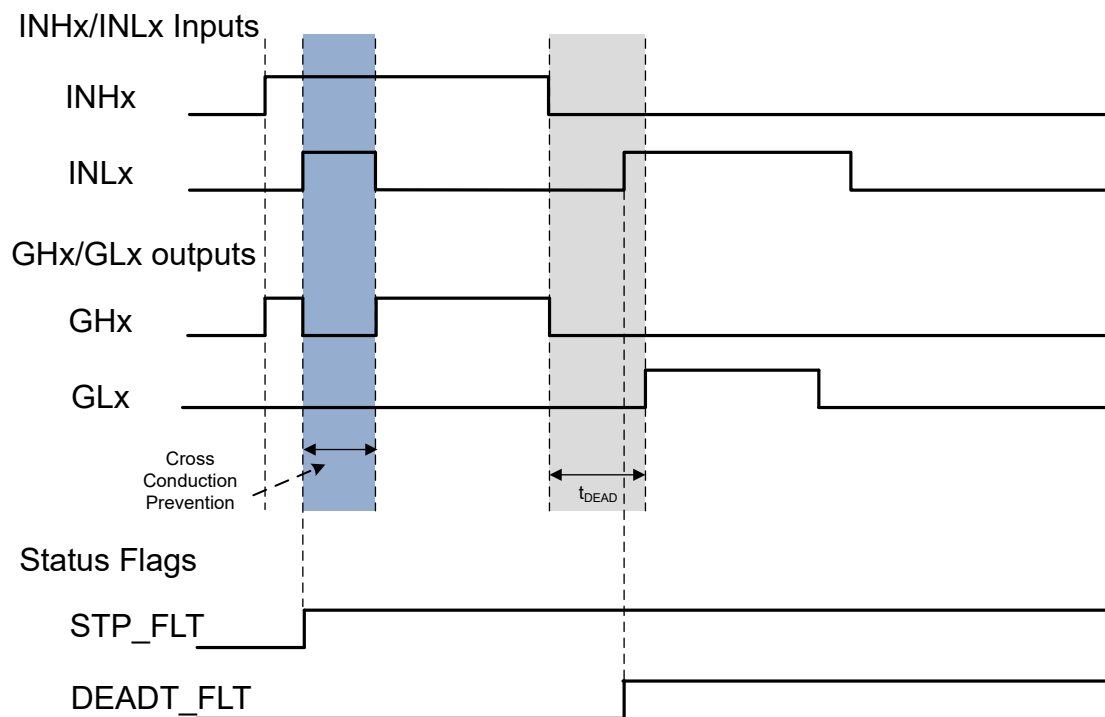 INHx/INLx Inputs
INHx
INLx
GHx/GLx outputs
GHx
GLx
Cross
Conduction
Prevention
tDEAD
Status Flags
STP_FLT
DEADT_FLT